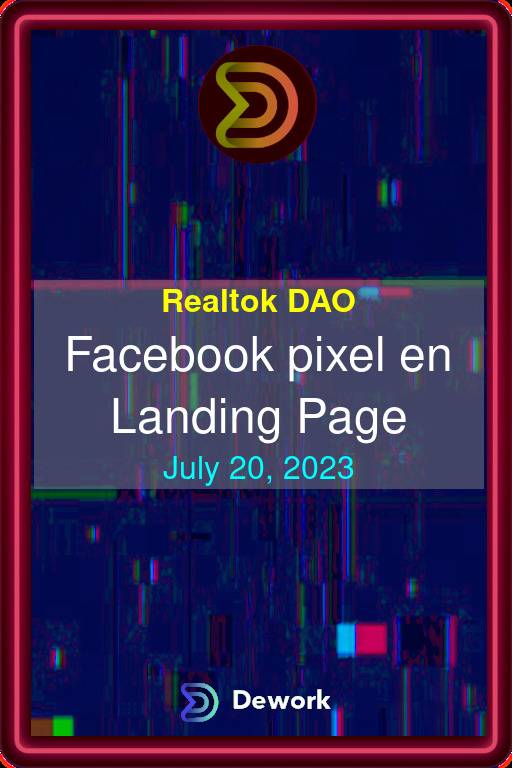 Realtok DAO
Facebook pixel en
Landing Page
July 20, 2023
Dework